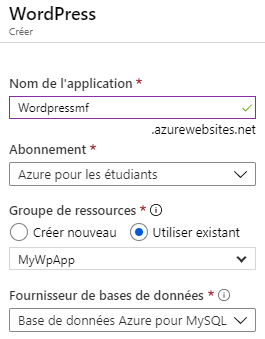 WordPress
Créer
Nom de l'application *
Wordpressmf
.azurewebsites.net
Abonnement *
Azure pour les étudiants
Groupe de ressources *
Créer nouveau Utiliser existant
MyWpApp
Fournisseur de bases de données *
Base de données Azure pour MySQL